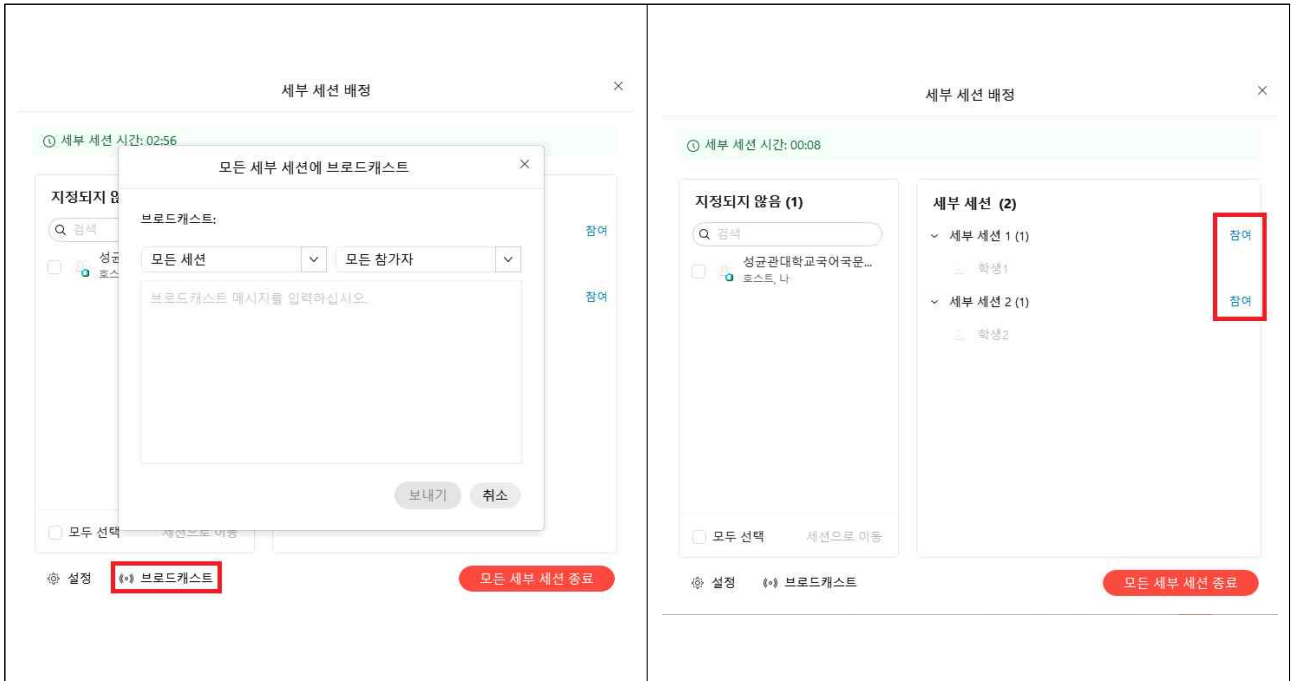 세부 세션 배정
세부 세션 시간: 02:56
모든 세부 세션에 브로드캐스트
지정되지 않
브로드캐스트:
검색
참여
모든 세션
모든 참가자
성균
호스
브로드캐스트 메시지를 입력하십시오.
참여
보내기
취소
모두 선택
세션으로 이동
설정
브로드캐스트
모든 세부 세션 종료
세부 세션 배정
세부 세션 시간: 00:08
지정되지 않음 (1)
검색
성균관대학교국어국문...
호스트, 나
모두 선택
세션으로 이동
세부 세션 (2)
세부 세션 1 (1)
참여
학생1
세부 세션 2 (1)
참여
학생2
설정
브로드캐스트
모든 세부 세션 종료